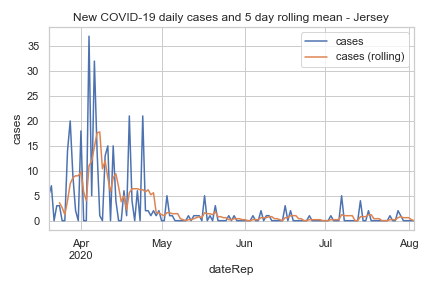 New COVID-19 daily cases and 5 day rolling mean - Jersey
cases
cases (rolling)
35
30
25
20
15
10
5
0
cases
Apr
2020
May
Jun
Jul
Aug
dateRep